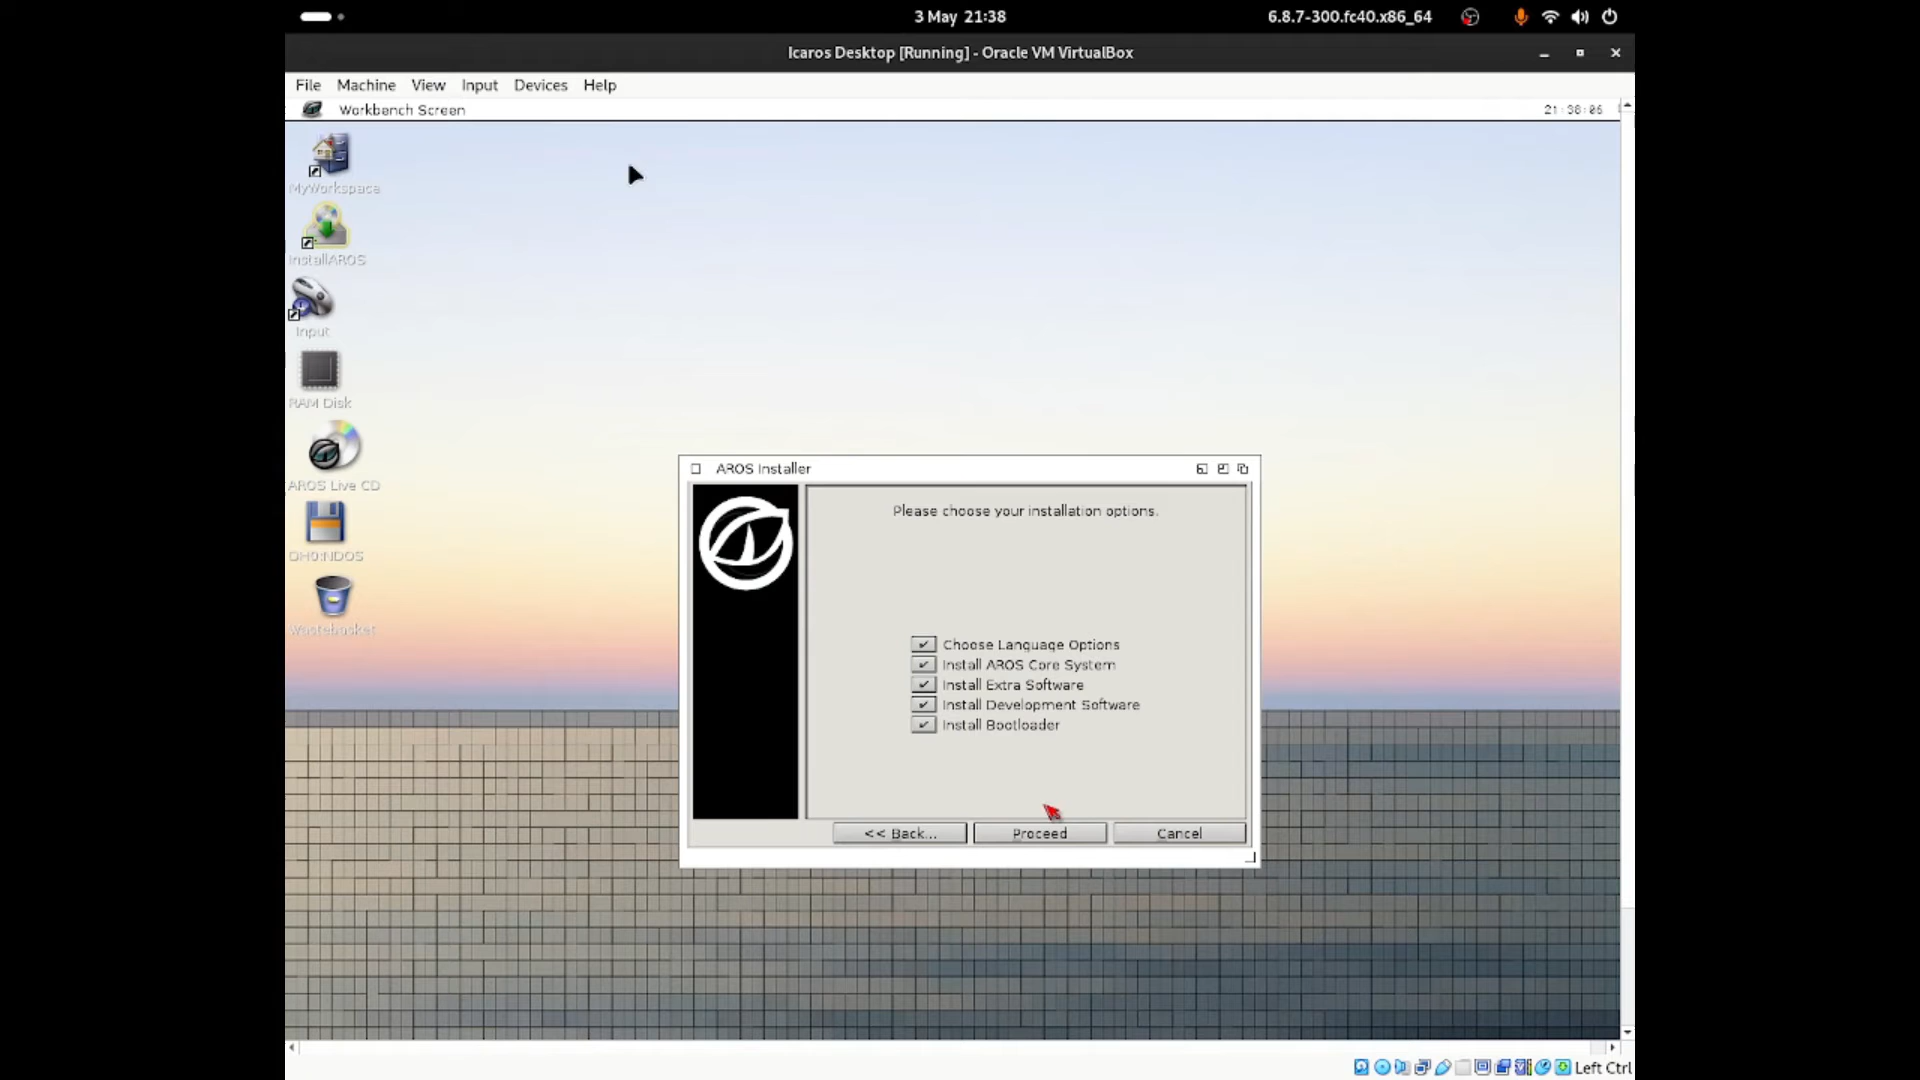 3 May 21:38
6.8.7-300.fc40.x86_64
Icaros Desktop [Running] - Oracle VM VirtualBox
File Machine View Input Devices Help
Workbench Screen
21:38:06
MyWorkspace
InstallAROS
Input
RAM Disk
AROS Live CD
DH0:NDOS
Wastebasket
AROS Installer
Please choose your installation options.
Choose Language Options
Install AROS Core System
Install Extra Software
Install Development Software
Install Bootloader
<< Back... Proceed Cancel
Left Ctrl